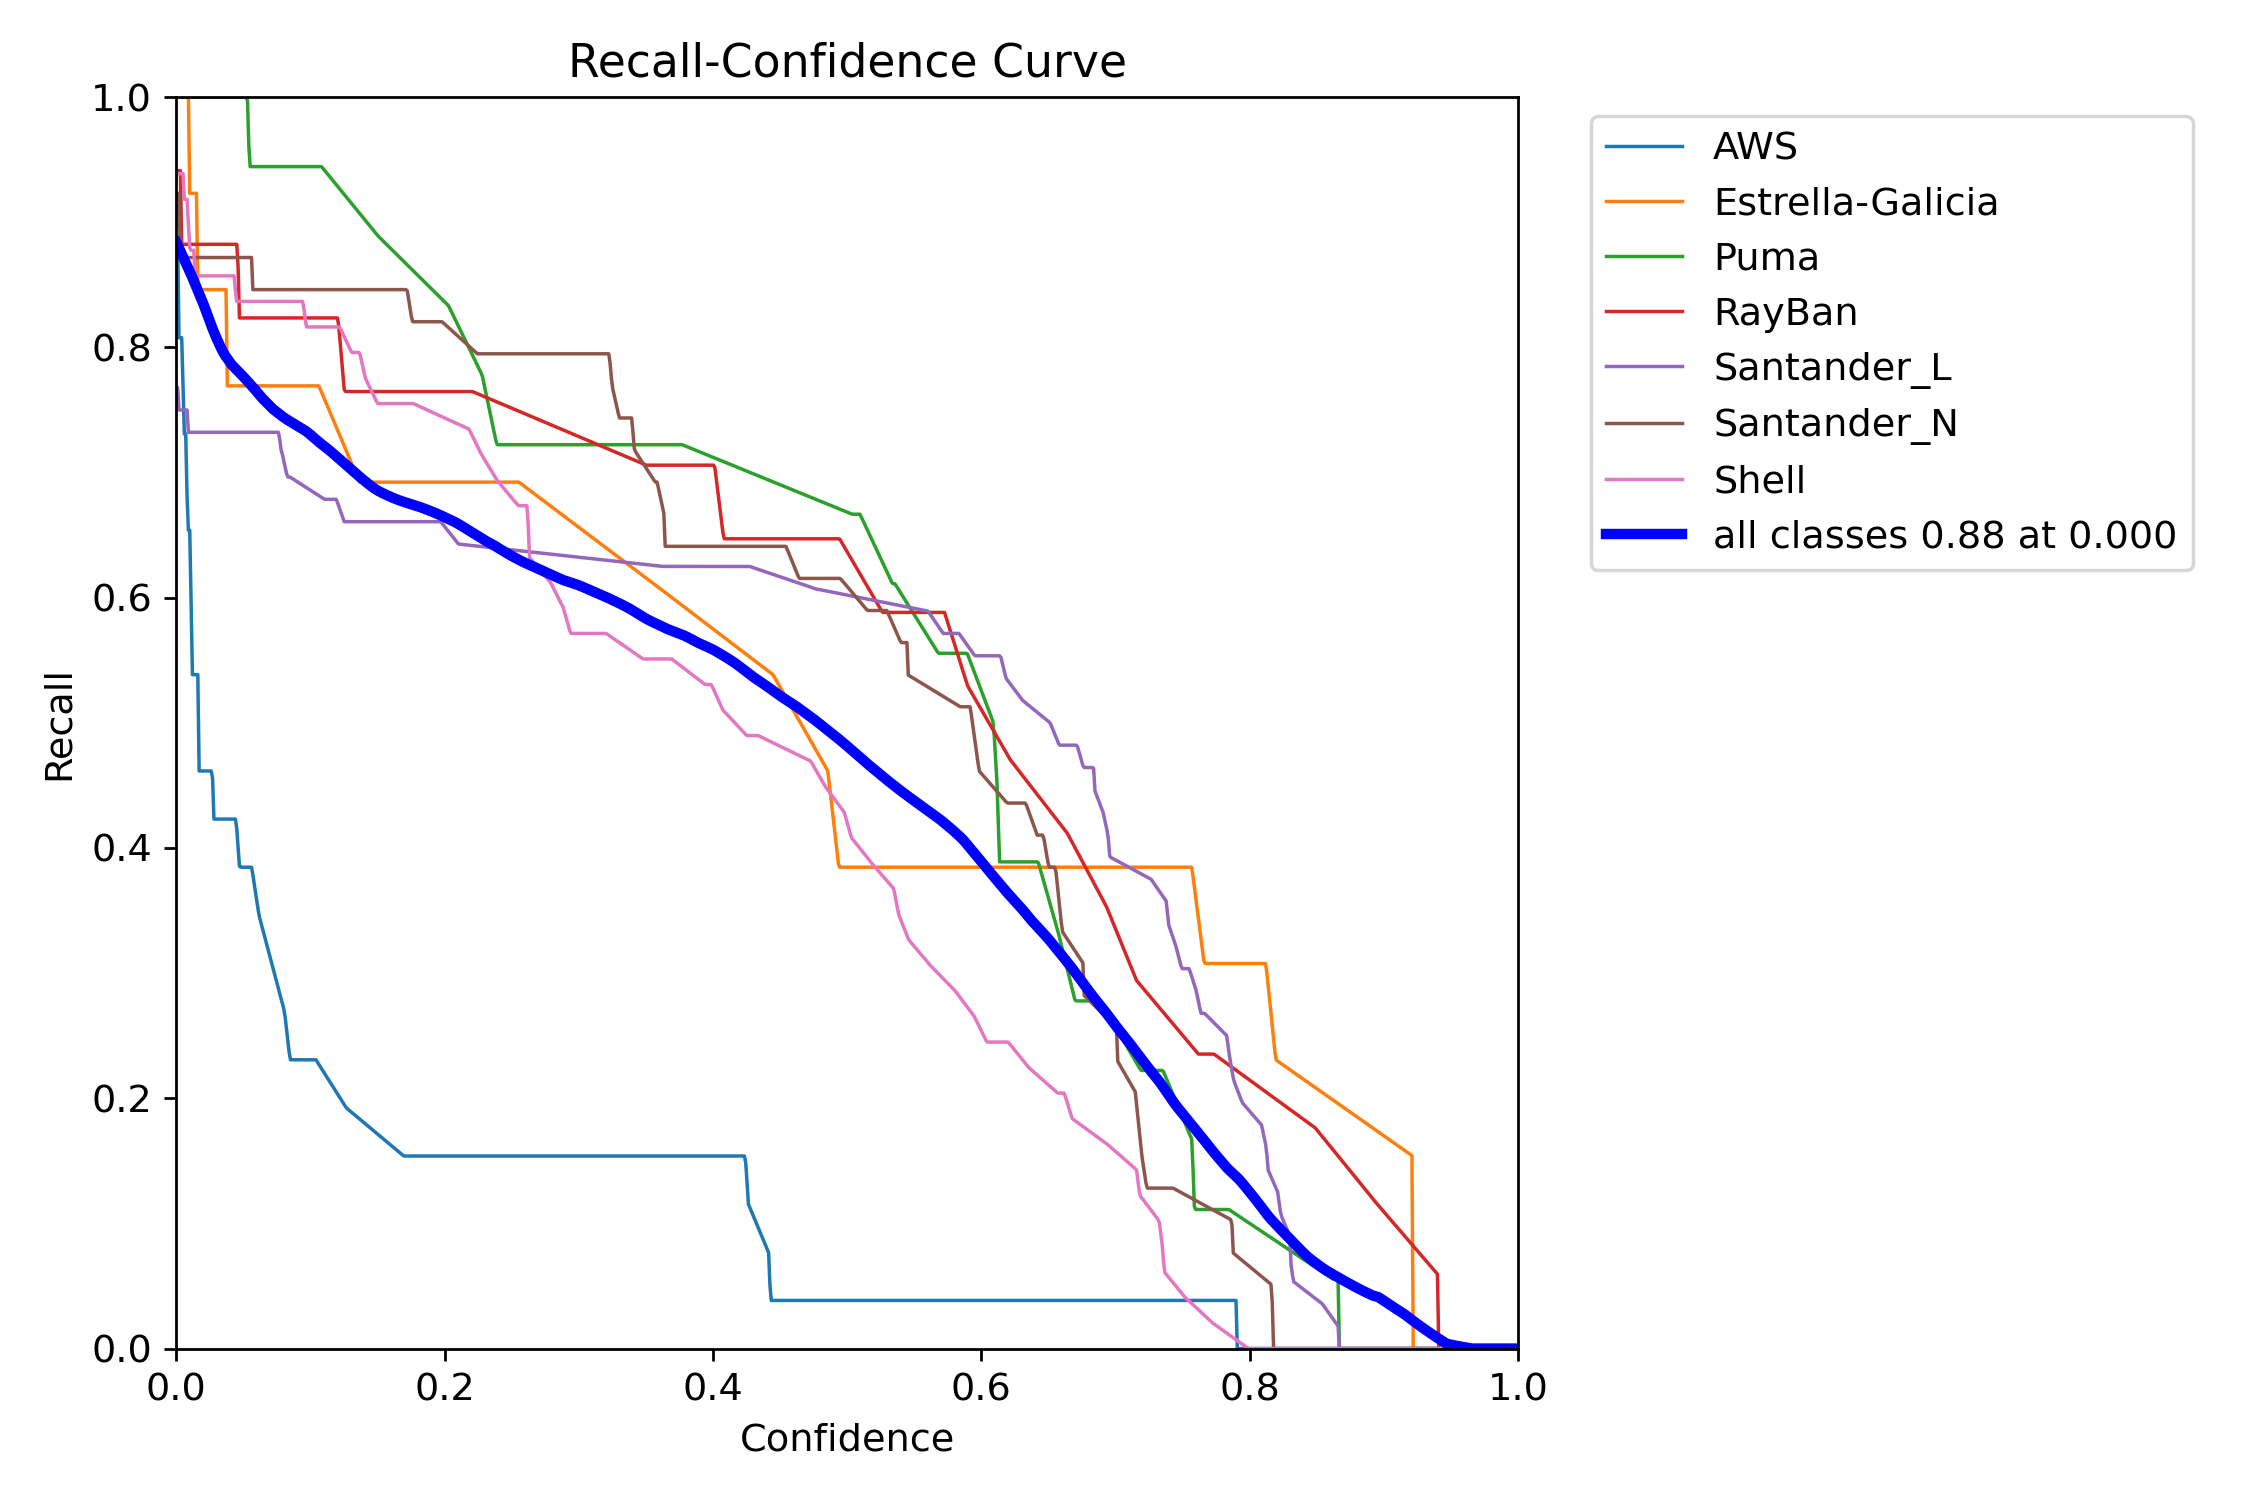 Recall-Confidence Curve
1.0
0.8
0.6
0.4
0.2
0.0
Recall
0.0 0.2 0.4 0.6 0.8 1.0
Confidence
AWS
Estrella-Galicia
Puma
RayBan
Santander_L
Santander_N
Shell
all classes 0.88 at 0.000